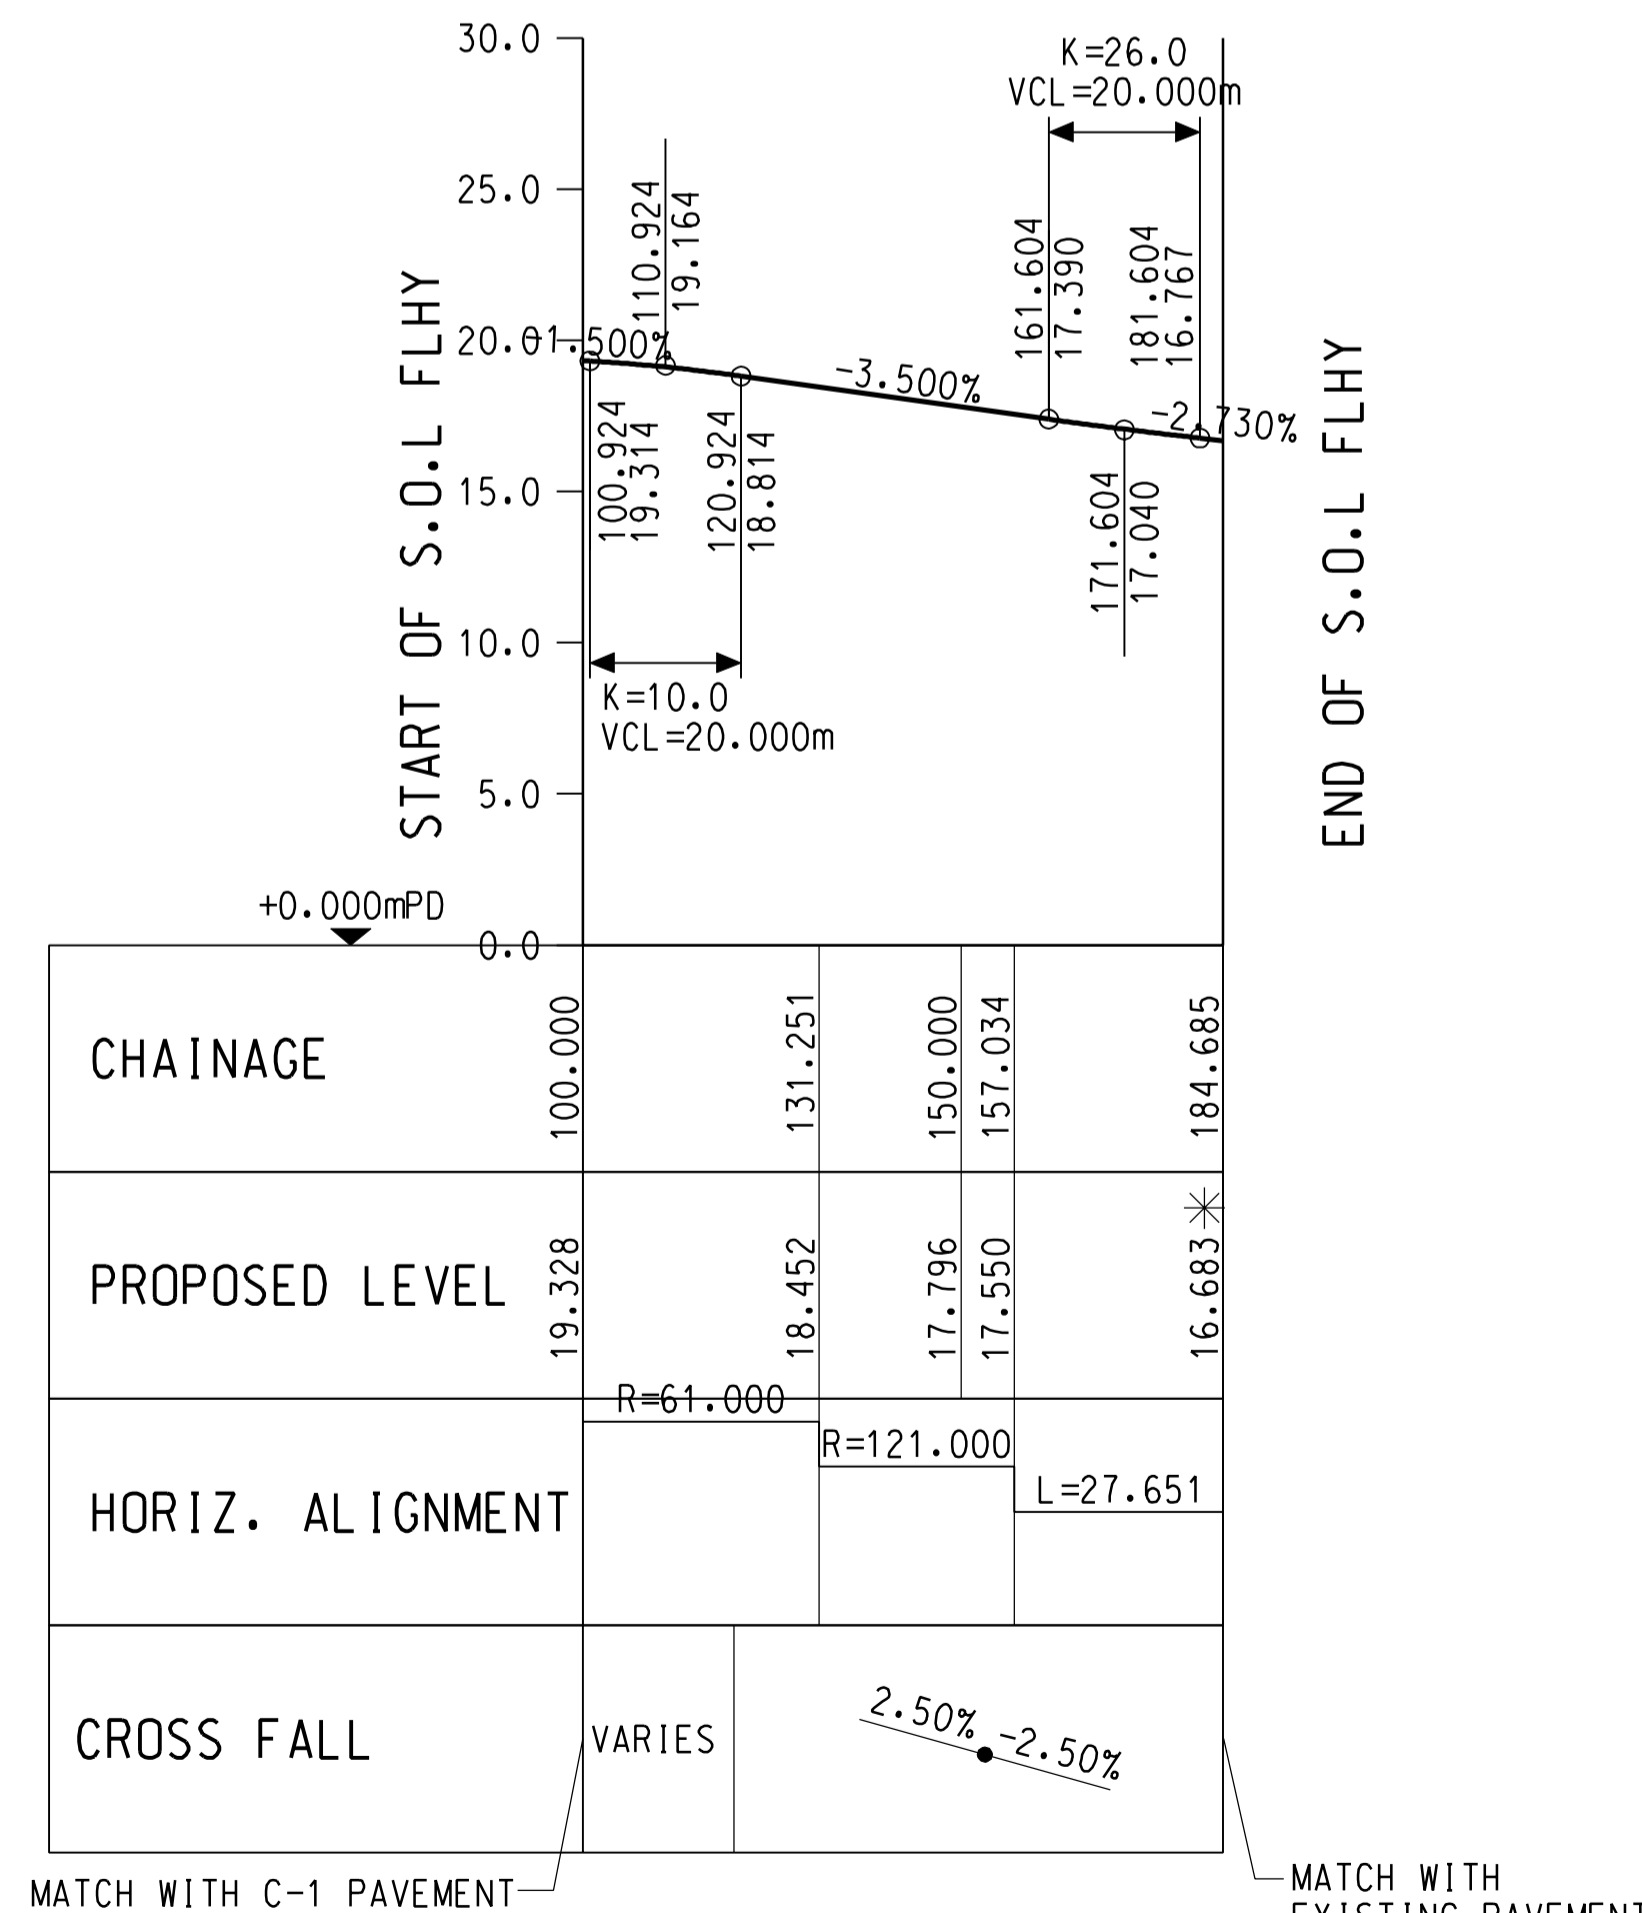 30.0
25.0
20.0
15.0
10.0
5.0
0.0
START OF S.O.L FLHY
END OF S.O.L FLHY
K=26.0
VCL=20.000m
110.924
19.164
161.604
17.390
181.604
16.767
-1.500%
-3.500%
-2.730%
100.924
19.314
120.924
18.814
171.604
17.040
K=10.0
VCL=20.000m
+0.000mPD
CHAINAGE
100.000
131.251
150.000
157.034
184.685
PROPOSED LEVEL
19.328
18.452
17.796
17.550
16.683*
HORIZ. ALIGNMENT
R=61.000
R=121.000
L=27.651
CROSS FALL
VARIES
2.50% -2.50%
MATCH WITH C-1 PAVEMENT
MATCH WITH
EXISTING PAVEMENT